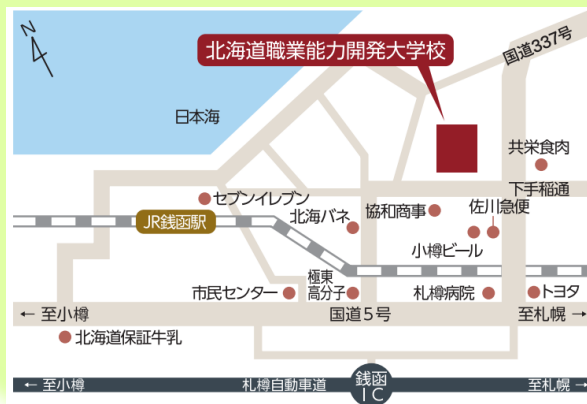 N
北海道職業能力開発大学校
国道337号
日本海
共栄食肉
下手稲通
セブンイレブン
協和商事
佐川急便
JR銭函駅
北海バネ
小樽ビール
市民センター
極東
高分子
札樽病院
トヨタ
← 至小樽
国道5号
至札幌 →
北海道保証牛乳
← 至小樽
札樽自動車道
銭函
IC
至札幌 →